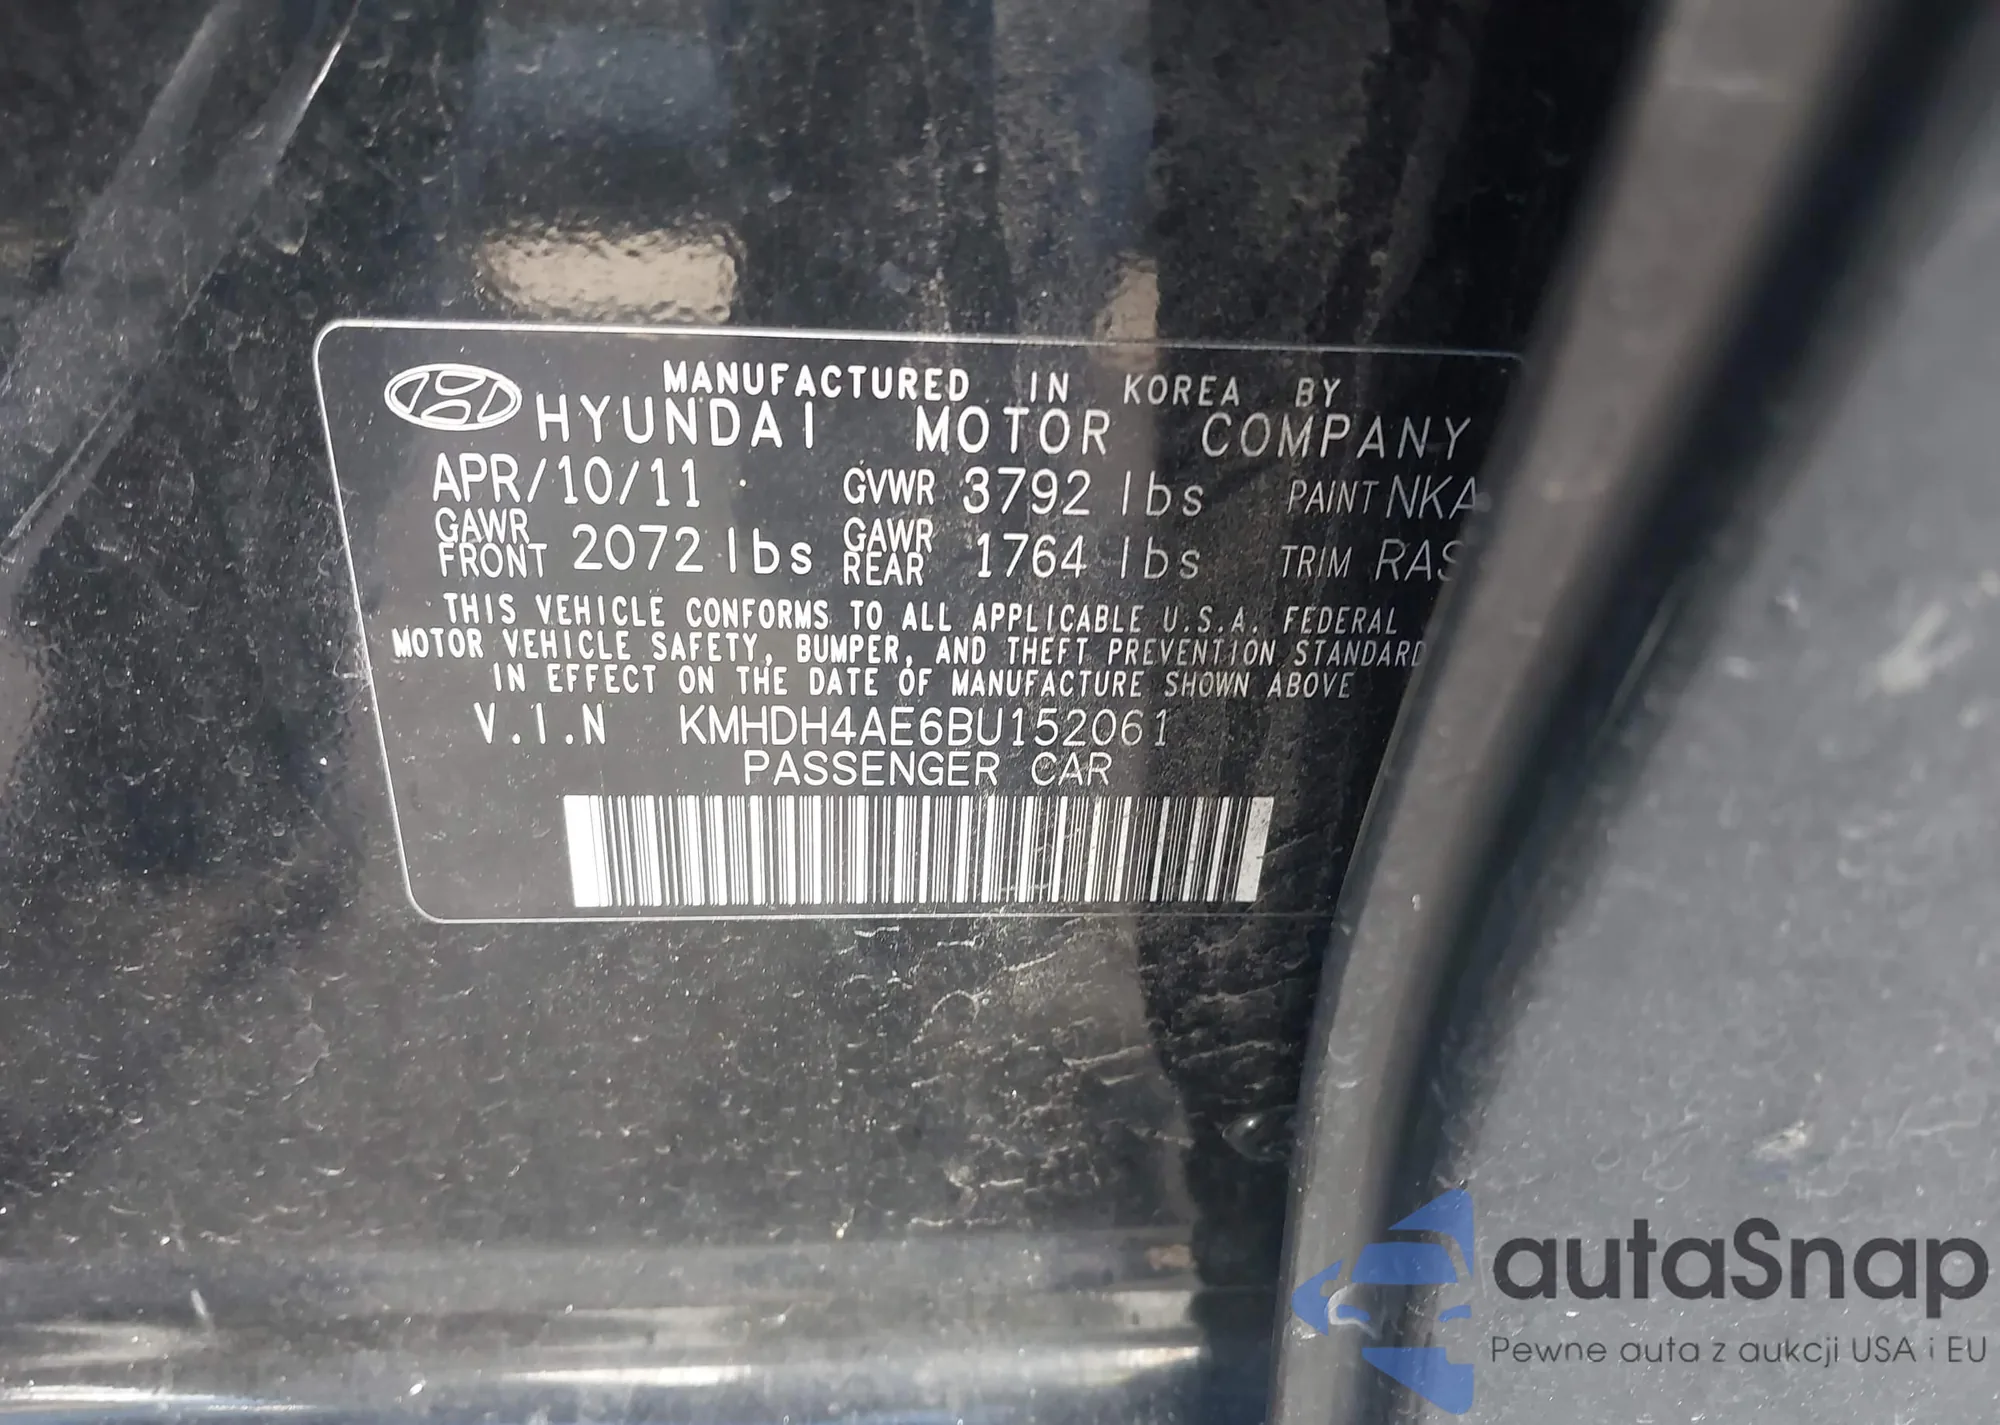 MANUFACTURED IN KOREA BY
HYUNDAI MOTOR COMPANY
APR/10/11 GVWR 3792 lbs PAINT NKA
GAWR FRONT 2072 lbs GAWR REAR 1764 lbs TRIM RAS
THIS VEHICLE CONFORMS TO ALL APPLICABLE U.S.A. FEDERAL
MOTOR VEHICLE SAFETY, BUMPER, AND THEFT PREVENTION STANDARD
IN EFFECT ON THE DATE OF MANUFACTURE SHOWN ABOVE
V.I.N KMHDH4AE6BU152061
PASSENGER CAR
autaSnap
Pewne auta z aukcji USA i EU